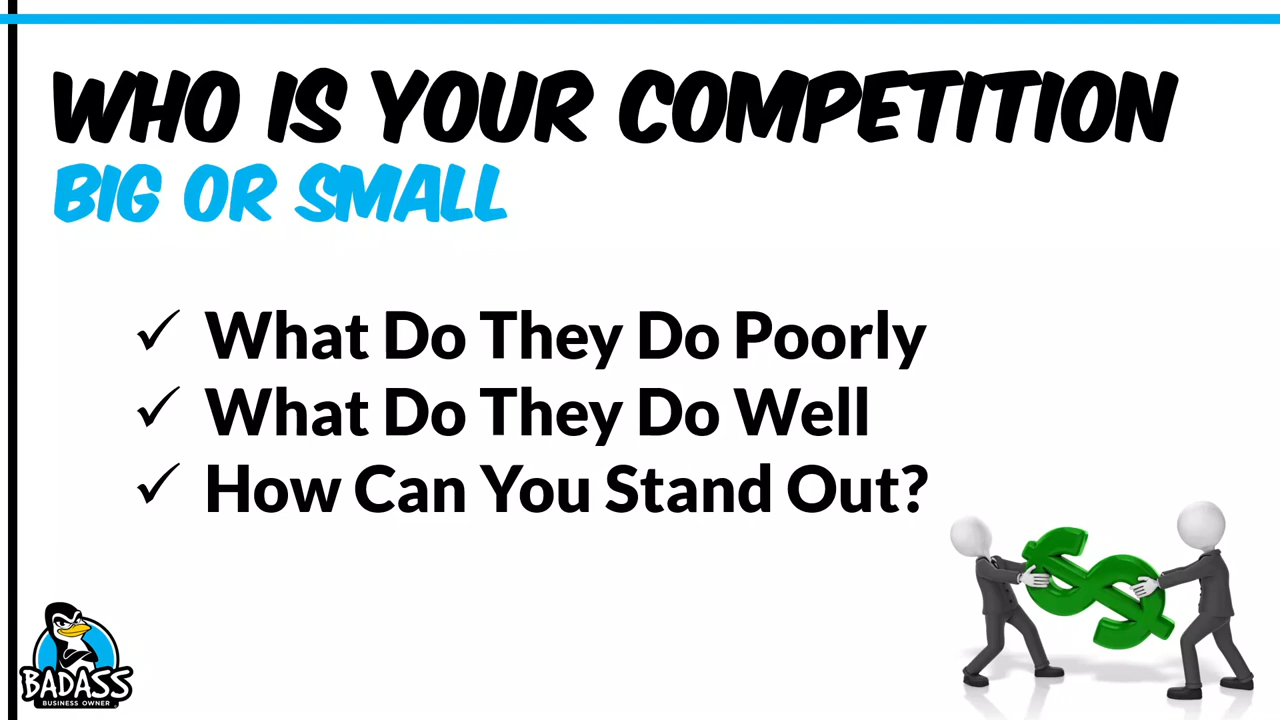 WHO IS YOUR COMPETITION
BIG OR SMALL
✓ What Do They Do Poorly
✓ What Do They Do Well
✓ How Can You Stand Out?
BADASS
BUSINESS OWNER